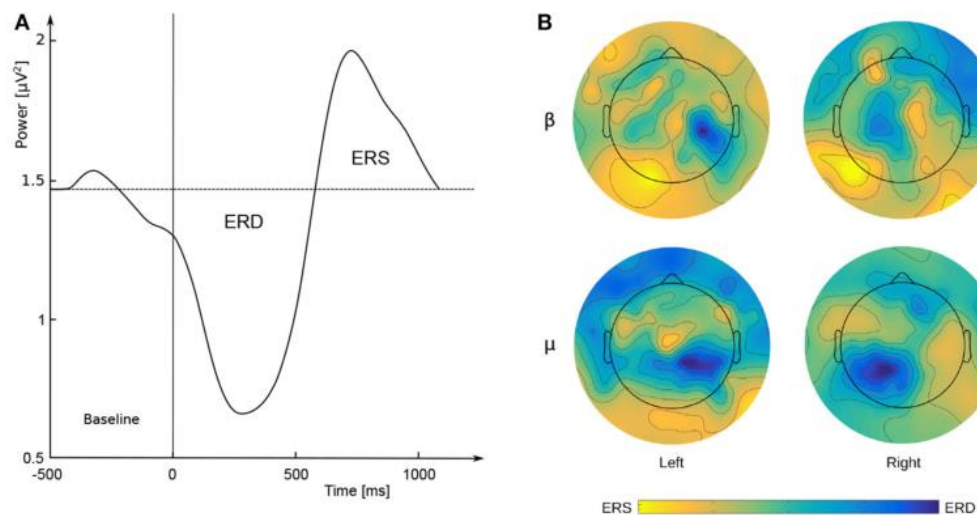 A
Power [µV²]
2
1.5
1
0.5
ERS
ERD
Baseline
-500
0
500
1000
Time [ms]
B
β
µ
Left
Right
ERS
ERD